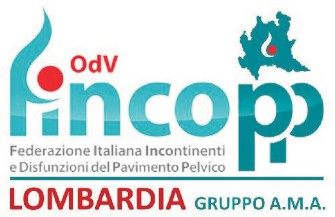 OdV
Fincopp
Federazione Italiana Incontinenti
e Disfunzioni del Pavimento Pelvico
LOMBARDIA GRUPPO A.M.A.